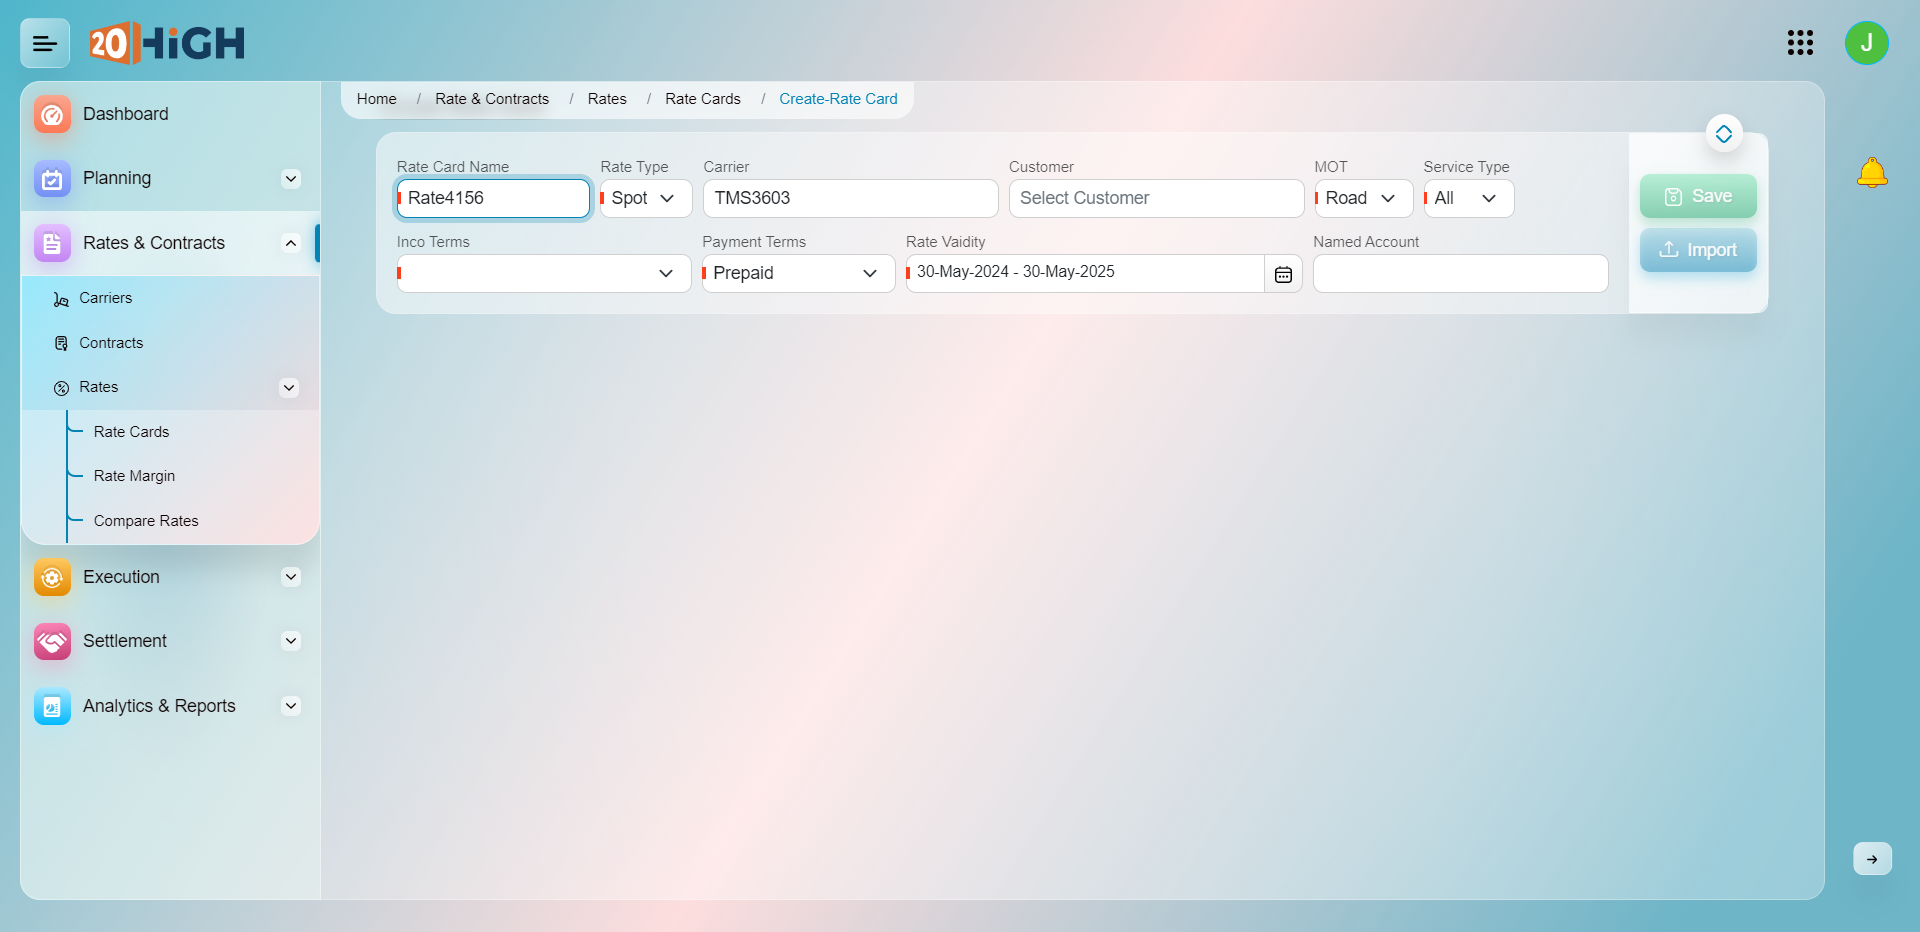 20HiGH
J
Dashboard
Planning
Rates & Contracts
Carriers
Contracts
Rates
Rate Cards
Rate Margin
Compare Rates
Execution
Settlement
Analytics & Reports
Home / Rate & Contracts / Rates / Rate Cards / Create-Rate Card
Rate Card Name Rate Type Carrier Customer MOT Service Type
Rate4156 Spot TMS3603 Select Customer Road All
Inco Terms Payment Terms Rate Vaidity Named Account
Prepaid 30-May-2024 - 30-May-2025
Save
Import